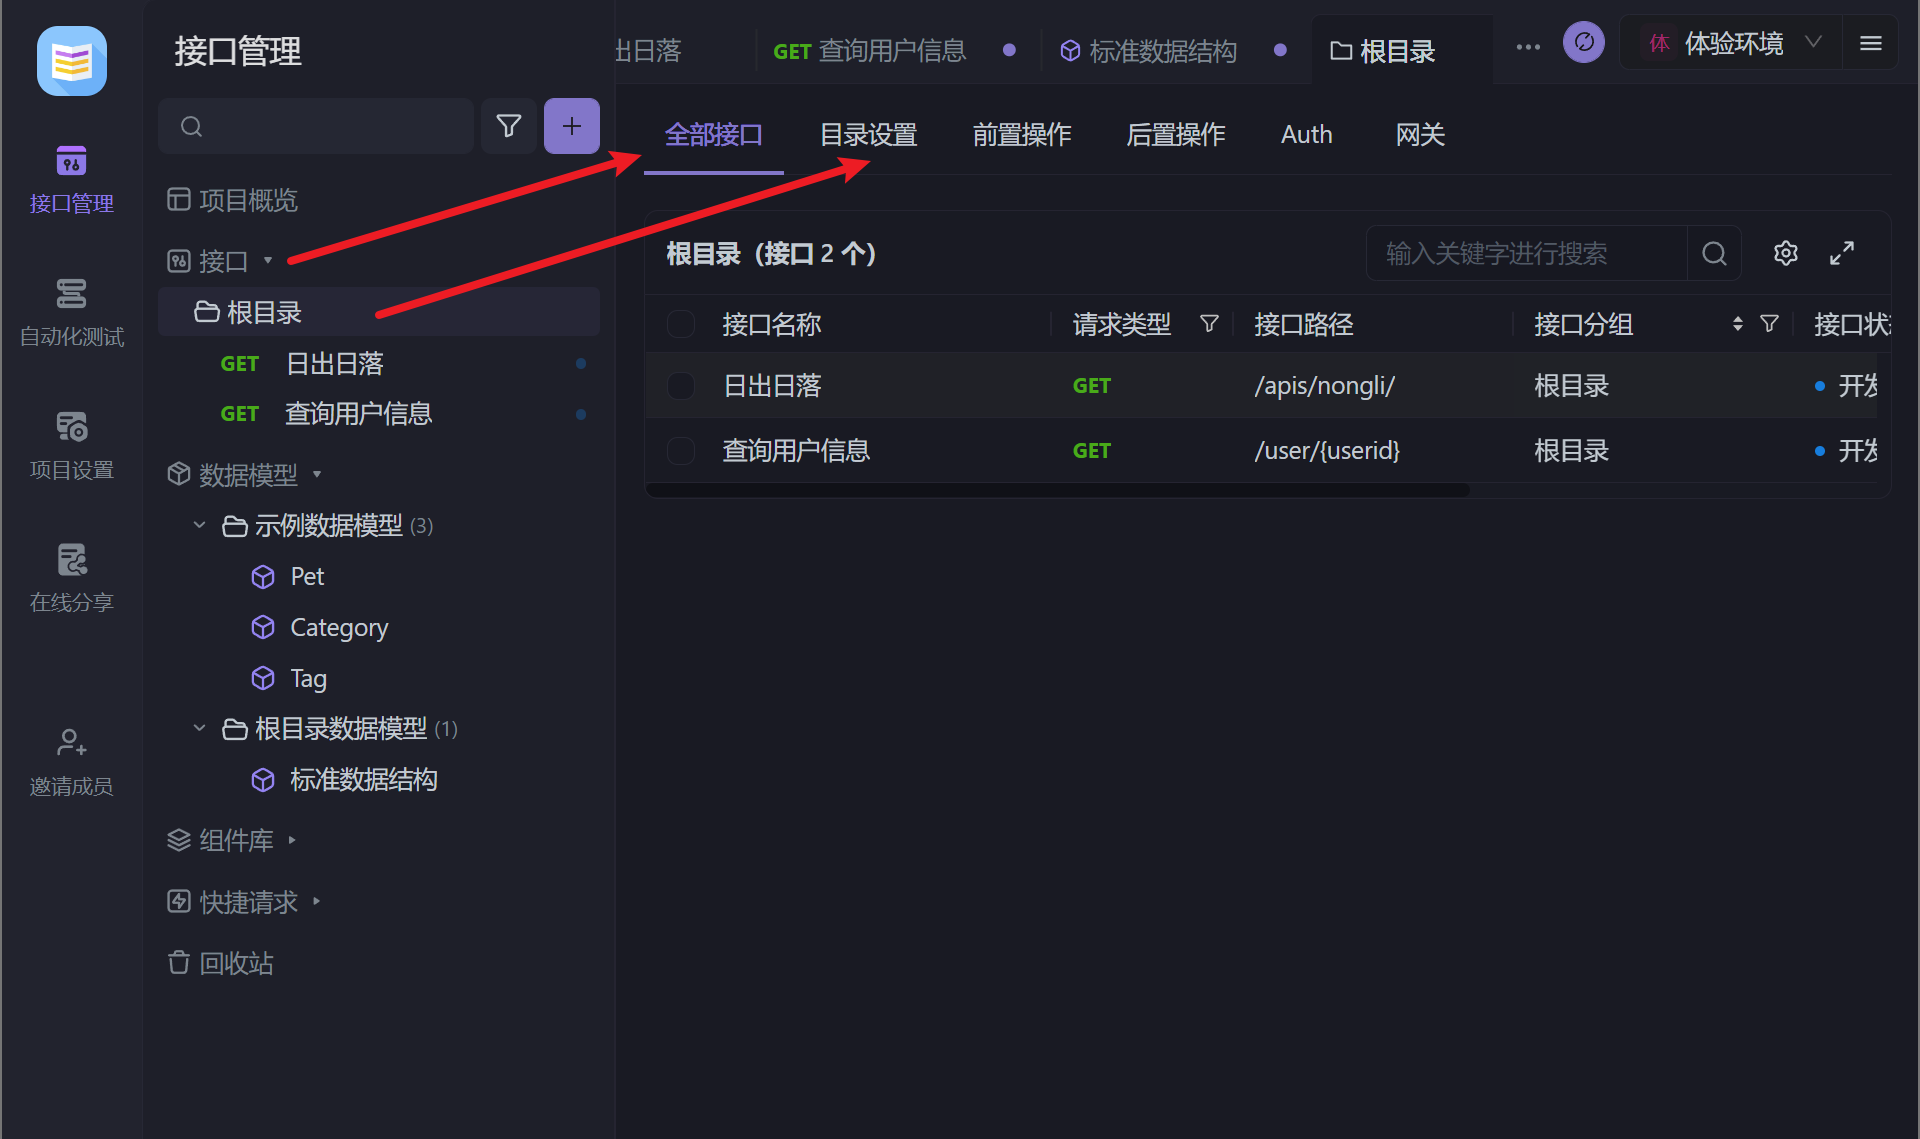 接口管理
自动化测试
项目设置
在线分享
邀请成员
接口管理
项目概览
接口
根目录
GET 日出日落
GET 查询用户信息
数据模型
示例数据模型 (3)
Pet
Category
Tag
根目录数据模型 (1)
标准数据结构
组件库
快捷请求
回收站
出日落
GET 查询用户信息
标准数据结构
根目录
体 体验环境
全部接口 目录设置 前置操作 后置操作 Auth 网关
根目录（接口 2 个）
输入关键字进行搜索
接口名称 请求类型 接口路径 接口分组 接口状
日出日落 GET /apis/nongli/ 根目录 开发
查询用户信息 GET /user/{userid} 根目录 开发